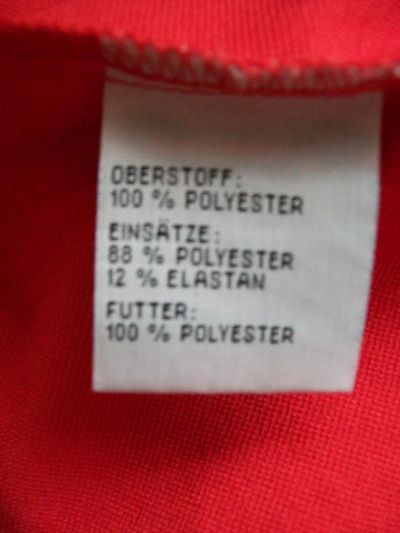 OBERSTOFF:
100 % POLYESTER
EINSÄTZE:
88 % POLYESTER
12 % ELASTAN
FUTTER:
100 % POLYESTER